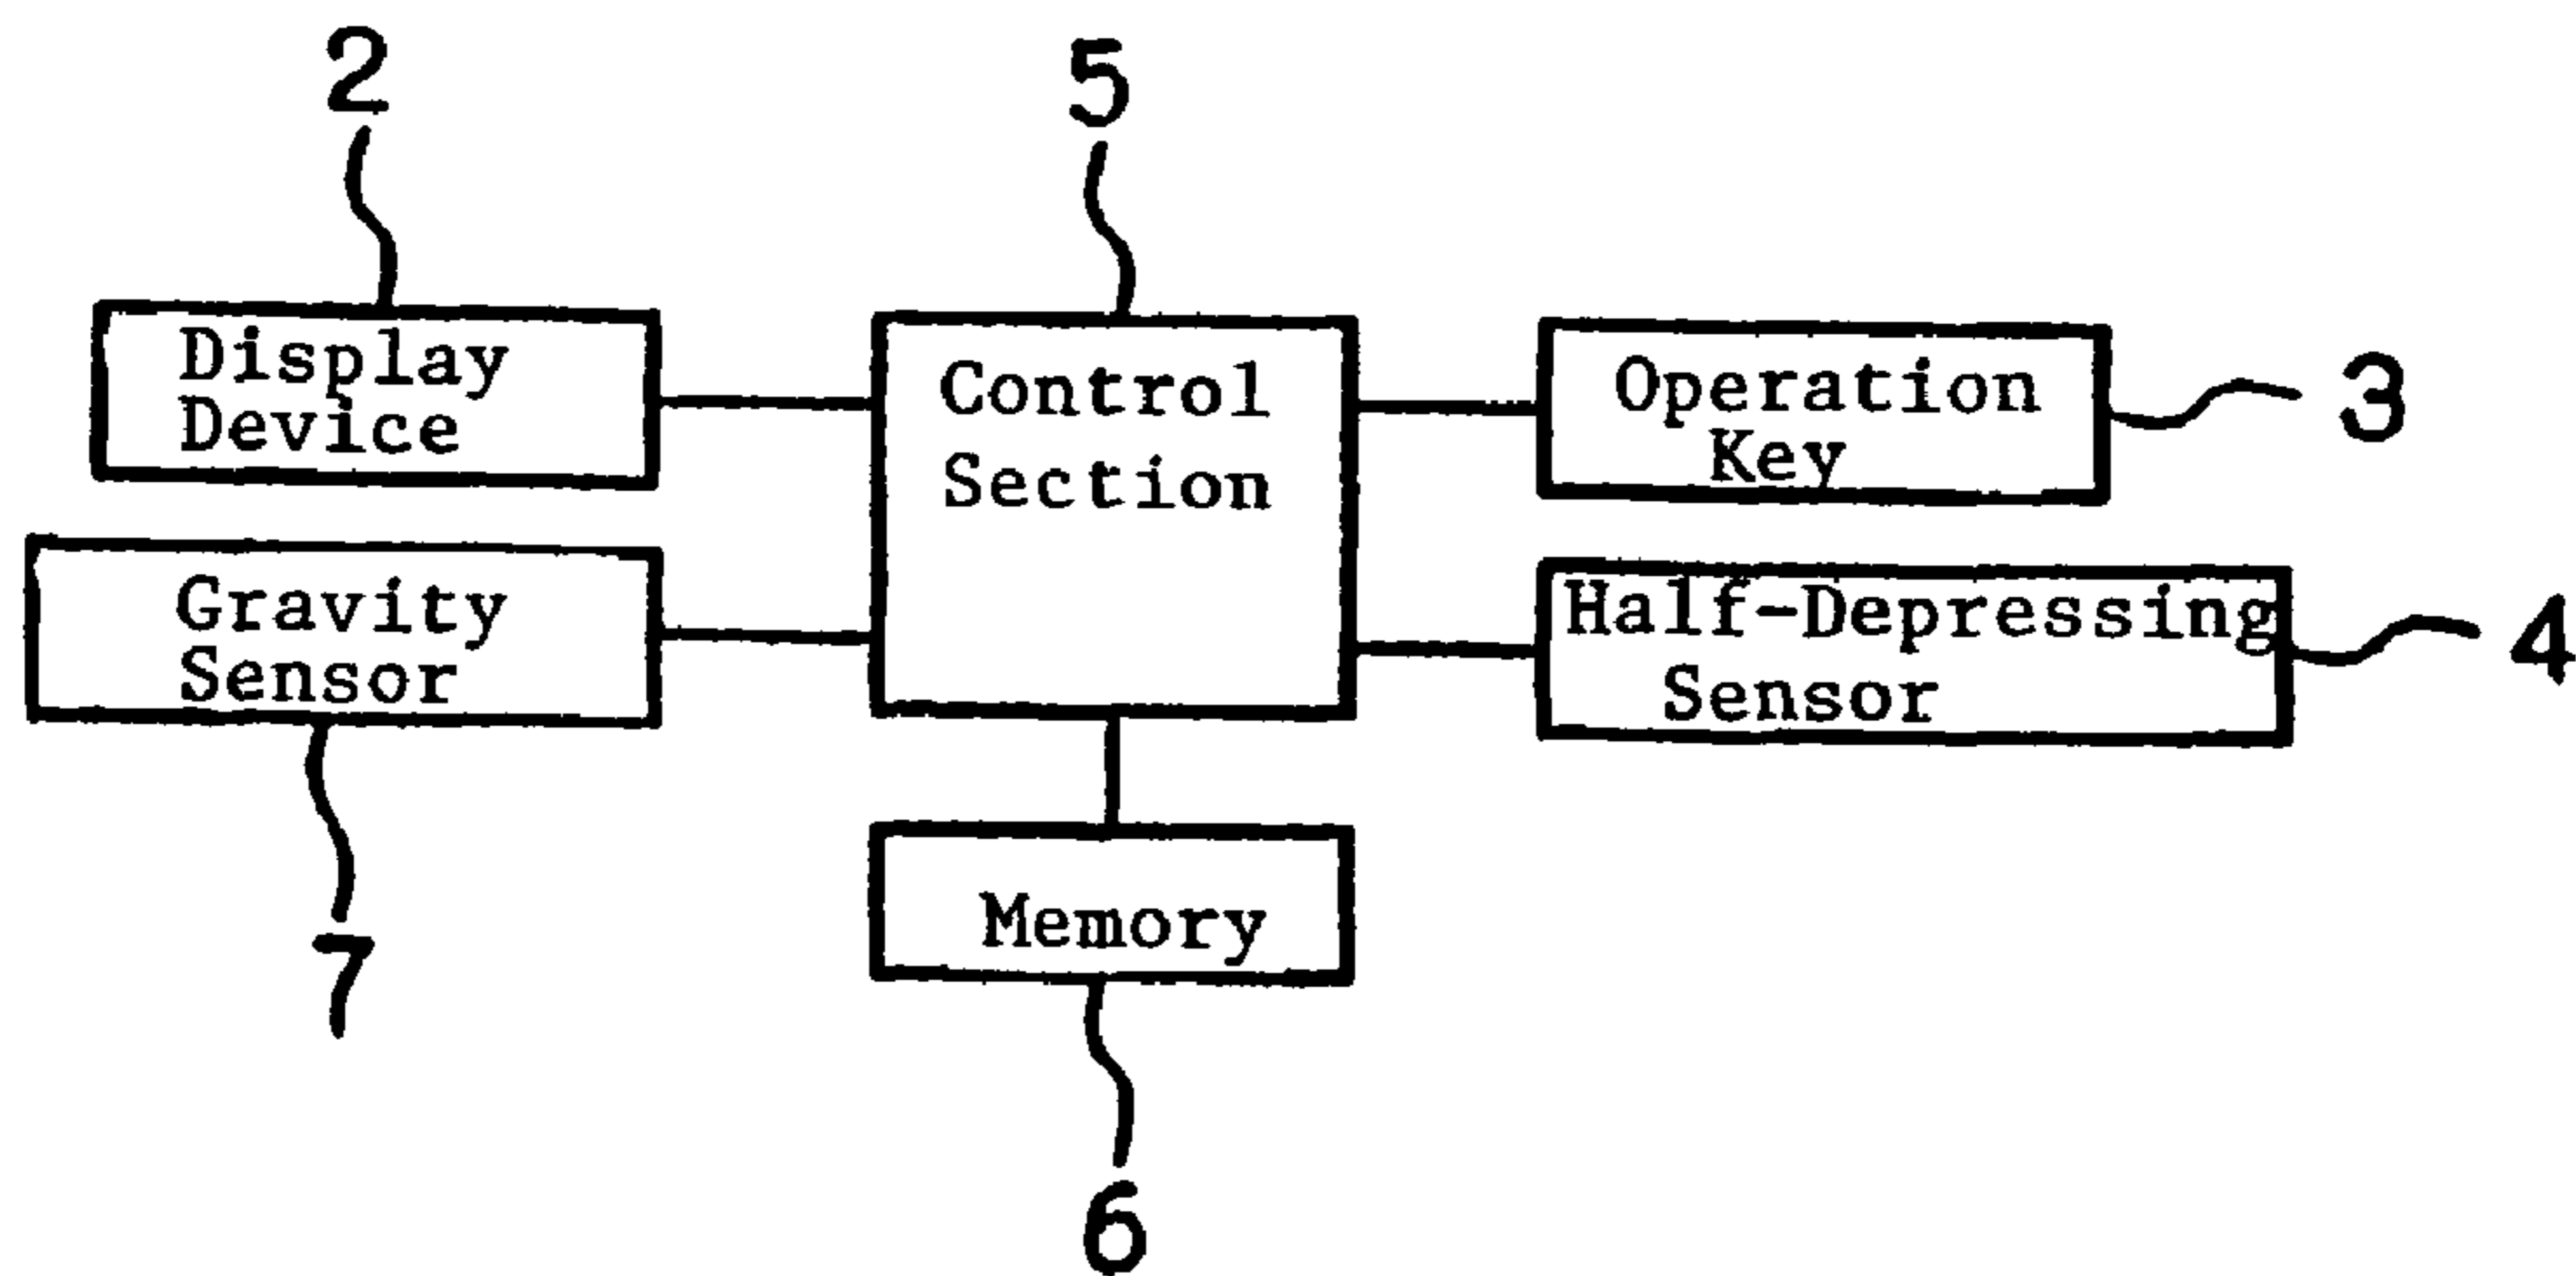 2
5
Display
Device
Control
Section
Operation
Key
3
Gravity
Sensor
Half-Depressing
Sensor
4
7
Memory
6